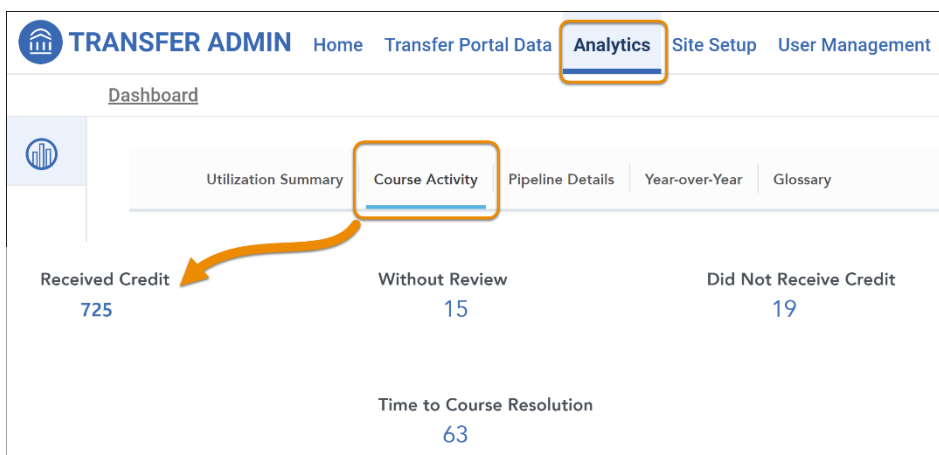 TRANSFER ADMIN Home Transfer Portal Data Analytics Site Setup User Management
Dashboard
Utilization Summary Course Activity Pipeline Details Year-over-Year Glossary
Received Credit Without Review Did Not Receive Credit
725 15 19
Time to Course Resolution
63